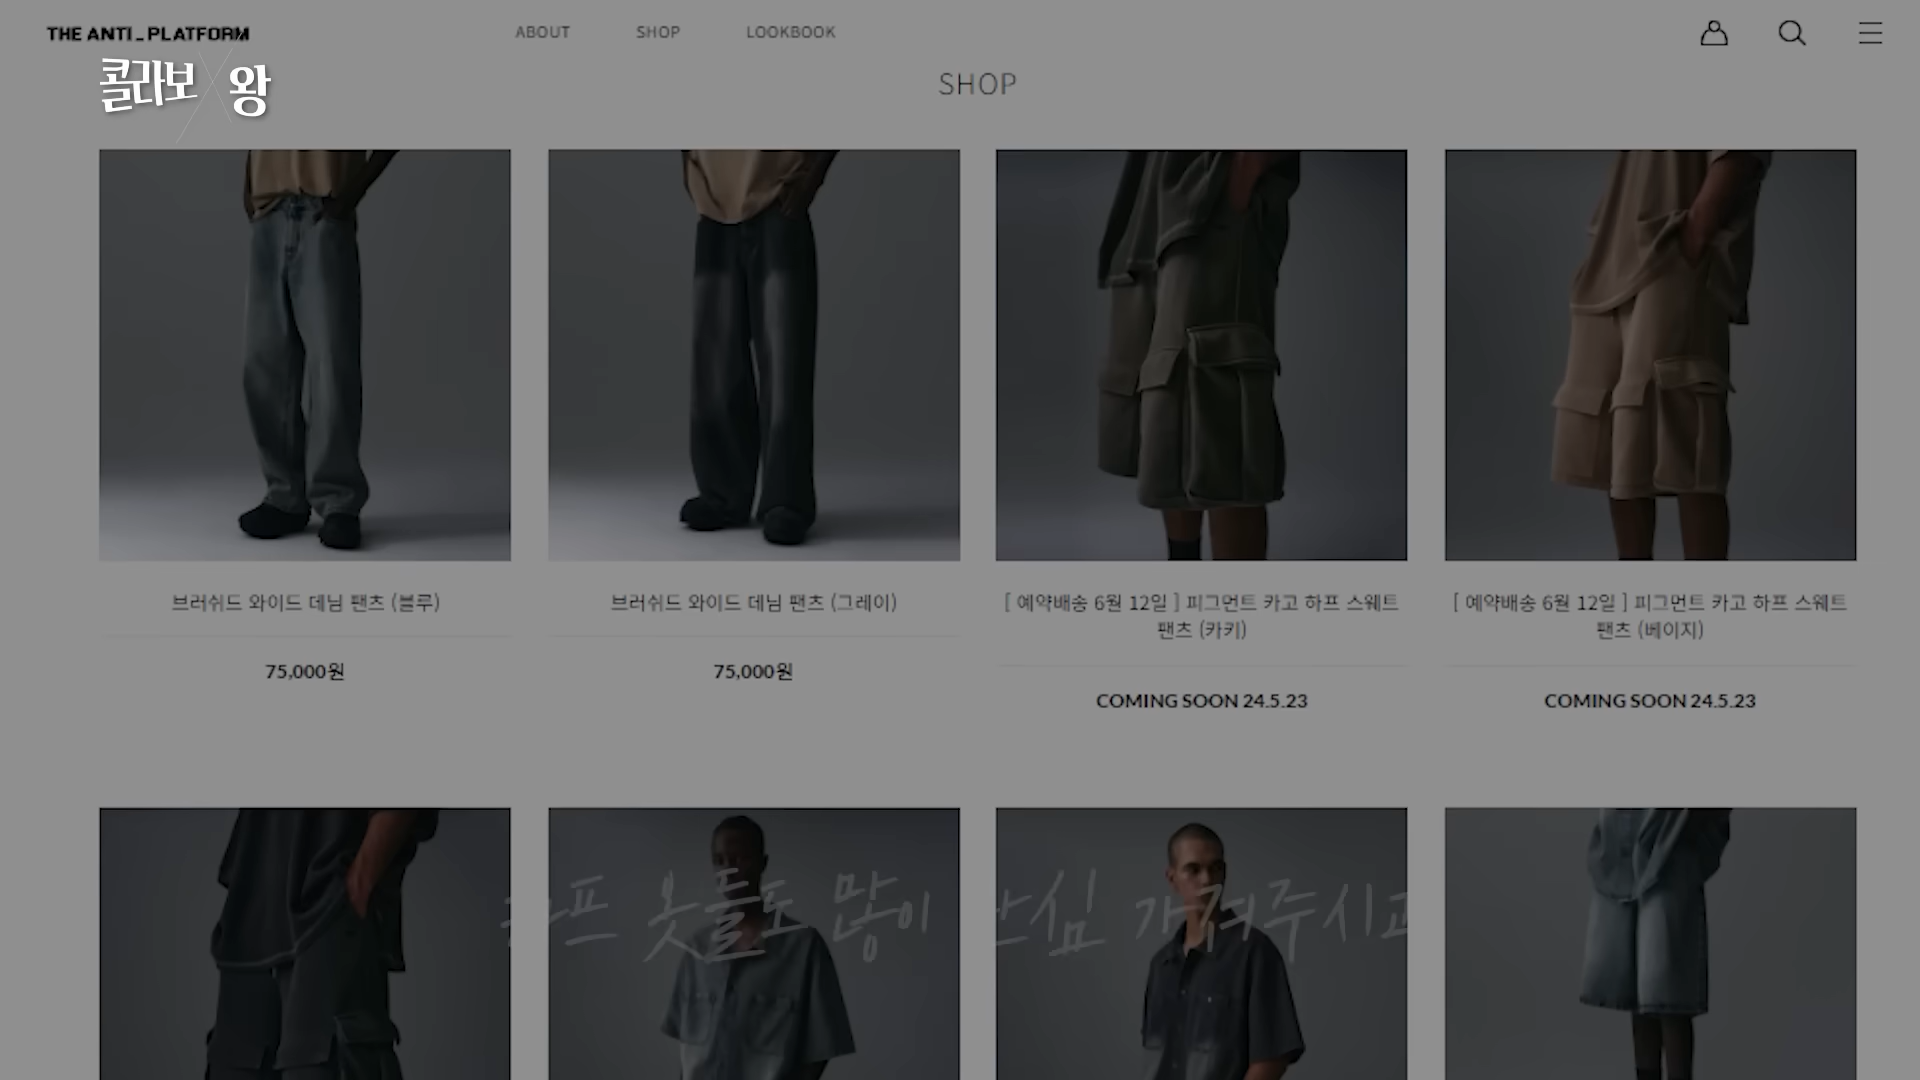 THE ANTI_PLATFORM
ABOUT
SHOP
LOOKBOOK
콜라보 왕
SHOP
브러쉬드 와이드 데님 팬츠 (블루)
75,000원
브러쉬드 와이드 데님 팬츠 (그레이)
75,000원
[ 예약배송 6월 12일 ] 피그먼트 카고 하프 스웨트
팬츠 (카키)
COMING SOON 24.5.23
[ 예약배송 6월 12일 ] 피그먼트 카고 하프 스웨트
팬츠 (베이지)
COMING SOON 24.5.23
옷들도 많이 관심 가져주시고